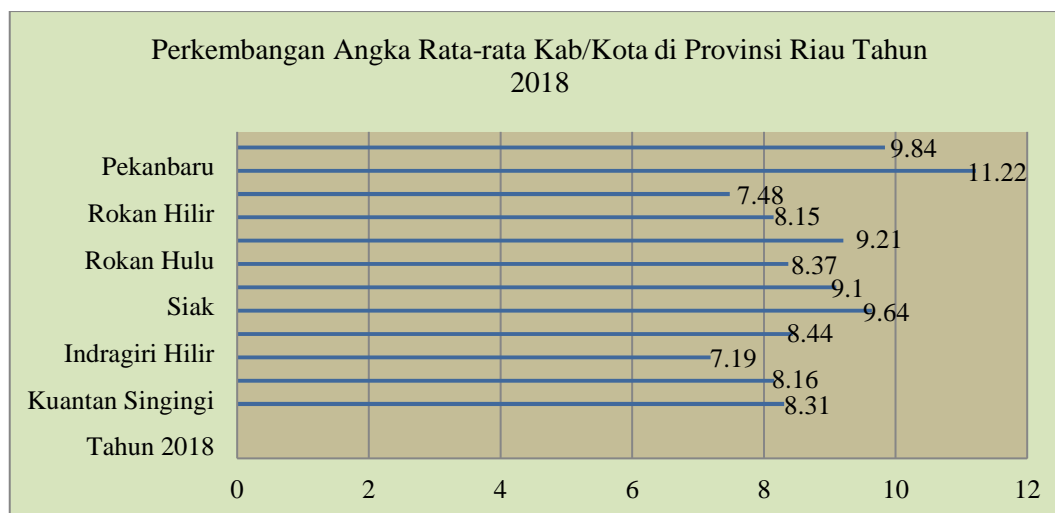 Perkembangan Angka Rata-rata Kab/Kota di Provinsi Riau Tahun
2018
9.84
Pekanbaru
11.22
7.48
Rokan Hilir
8.15
9.21
Rokan Hulu
8.37
9.1
Siak
9.64
8.44
Indragiri Hilir
7.19
8.16
Kuantan Singingi
8.31
Tahun 2018
0 2 4 6 8 10 12